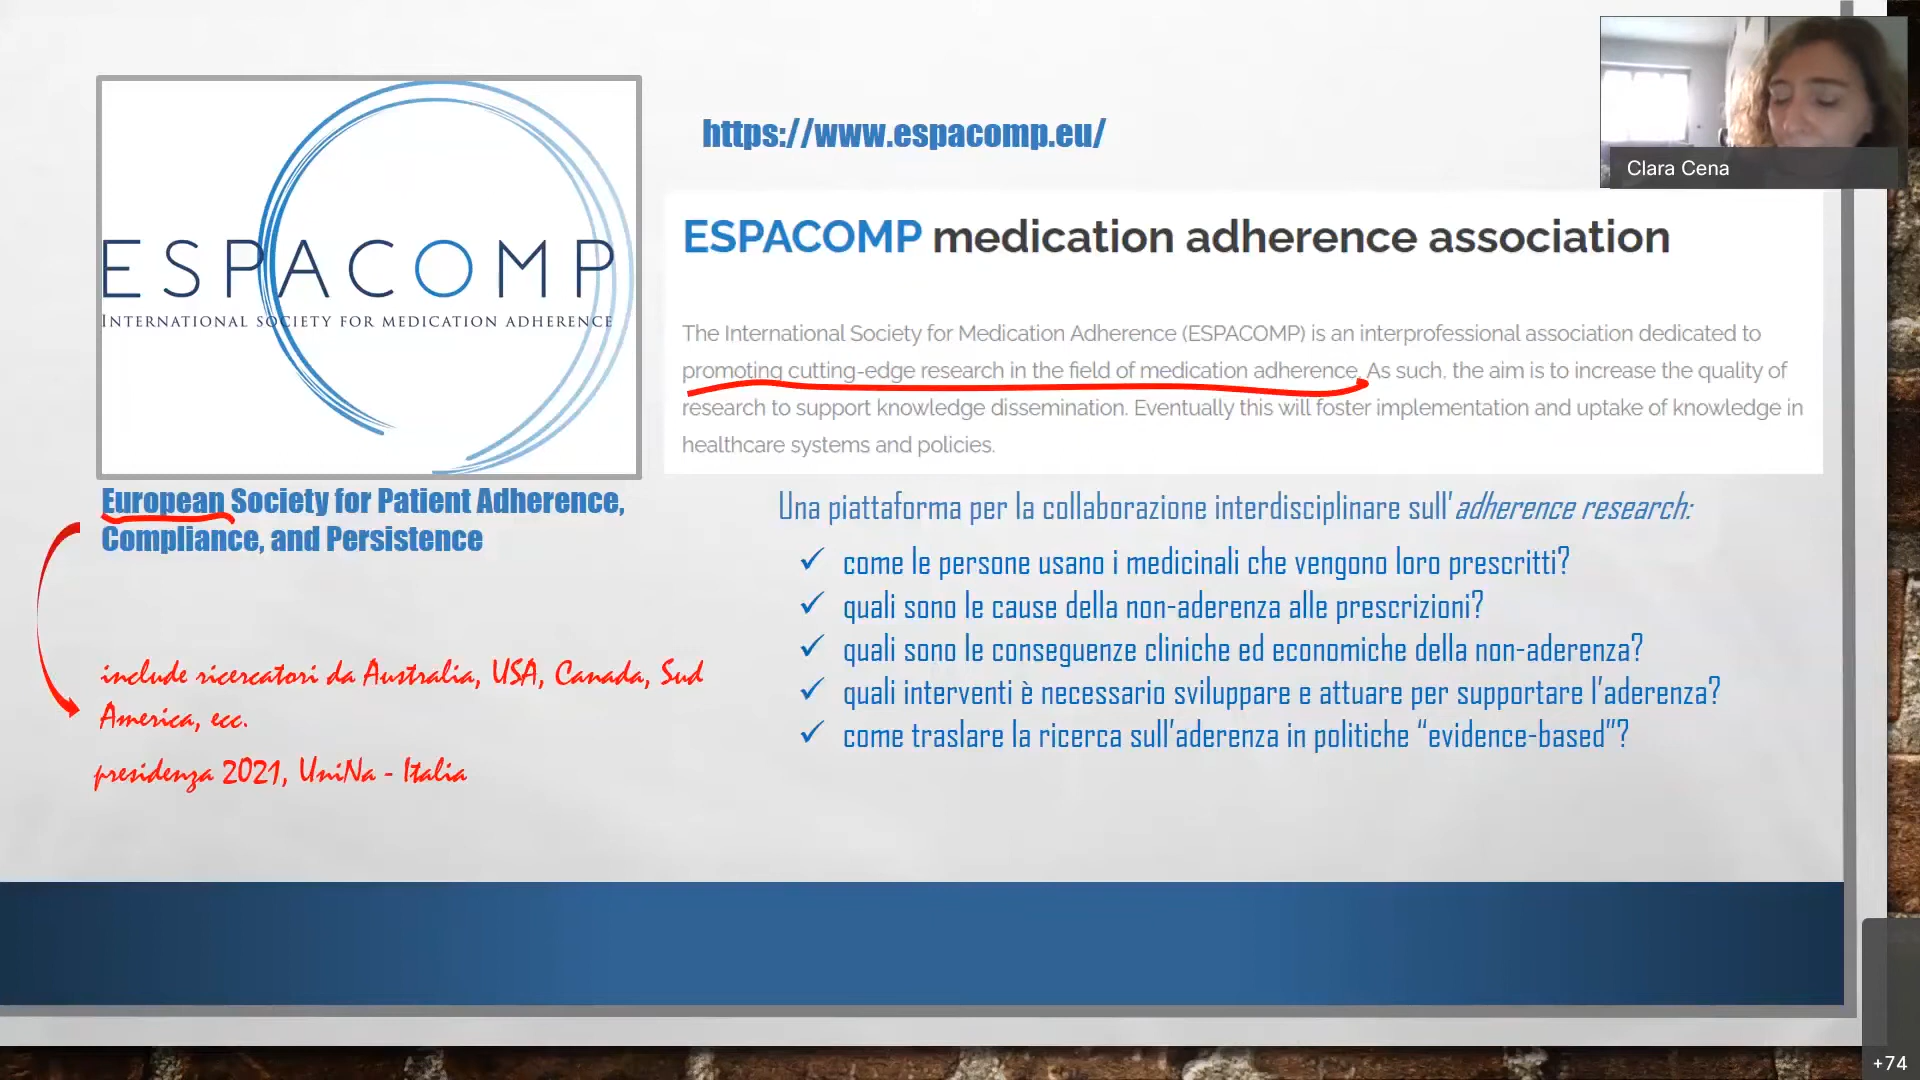 Clara Cena
https://www.espacomp.eu/
ESPACOMP
INTERNATIONAL SOCIETY FOR MEDICATION ADHERENCE
ESPACOMP medication adherence association
The International Society for Medication Adherence (ESPACOMP) is an interprofessional association dedicated to
promoting cutting-edge research in the field of medication adherence. As such, the aim is to increase the quality of
research to support knowledge dissemination. Eventually this will foster implementation and uptake of knowledge in
healthcare systems and policies.
European Society for Patient Adherence,
Compliance, and Persistence
include ricercatori da Australia, USA, Canada, Sud
America, ecc.
presidenza 2021, UniNa - Italia
Una piattaforma per la collaborazione interdisciplinare sull'adherence research:
✓ come le persone usano i medicinali che vengono loro prescritti?
✓ quali sono le cause della non-aderenza alle prescrizioni?
✓ quali sono le conseguenze cliniche ed economiche della non-aderenza?
✓ quali interventi è necessario sviluppare e attuare per supportare l'aderenza?
✓ come traslare la ricerca sull'aderenza in politiche “evidence-based”?
+74